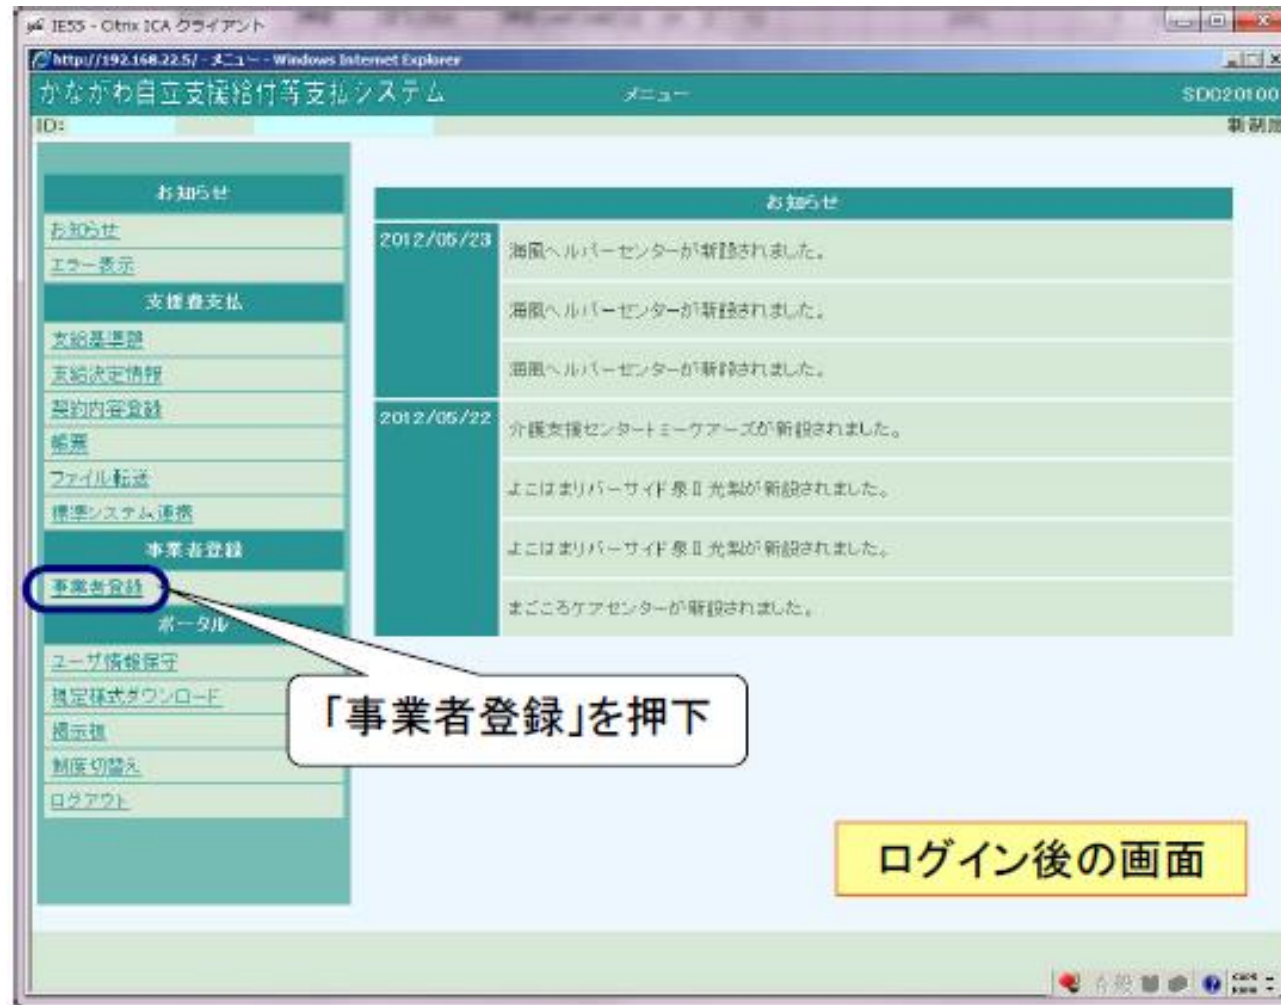 IE55 - Citrix ICA クライアント
http://192.168.22.5/ - メニュー - Windows Internet Explorer
かながわ自立支援給付等支払システム
メニュー
SD020100
ID:
お知らせ
お知らせ
エラー表示
支援費支払
支給基準額
支給決定情報
契約内容登録
帳票
ファイル転送
標準システム連携
事業者登録
事業者登録
ポータル
ユーザ情報保守
規定様式ダウンロード
掲示板
制度切替え
ログアウト
お知らせ
2012/05/23
海風ヘルパーセンターが新設されました。
海風ヘルパーセンターが新設されました。
海風ヘルパーセンターが新設されました。
2012/05/22
介護支援センタートミーケアーズが新設されました。
よこはまリバーサイド泉Ⅱ 光梨が新設されました。
よこはまリバーサイド泉Ⅱ 光梨が新設されました。
まごころケアセンターが新設されました。
「事業者登録」を押下
ログイン後の画面